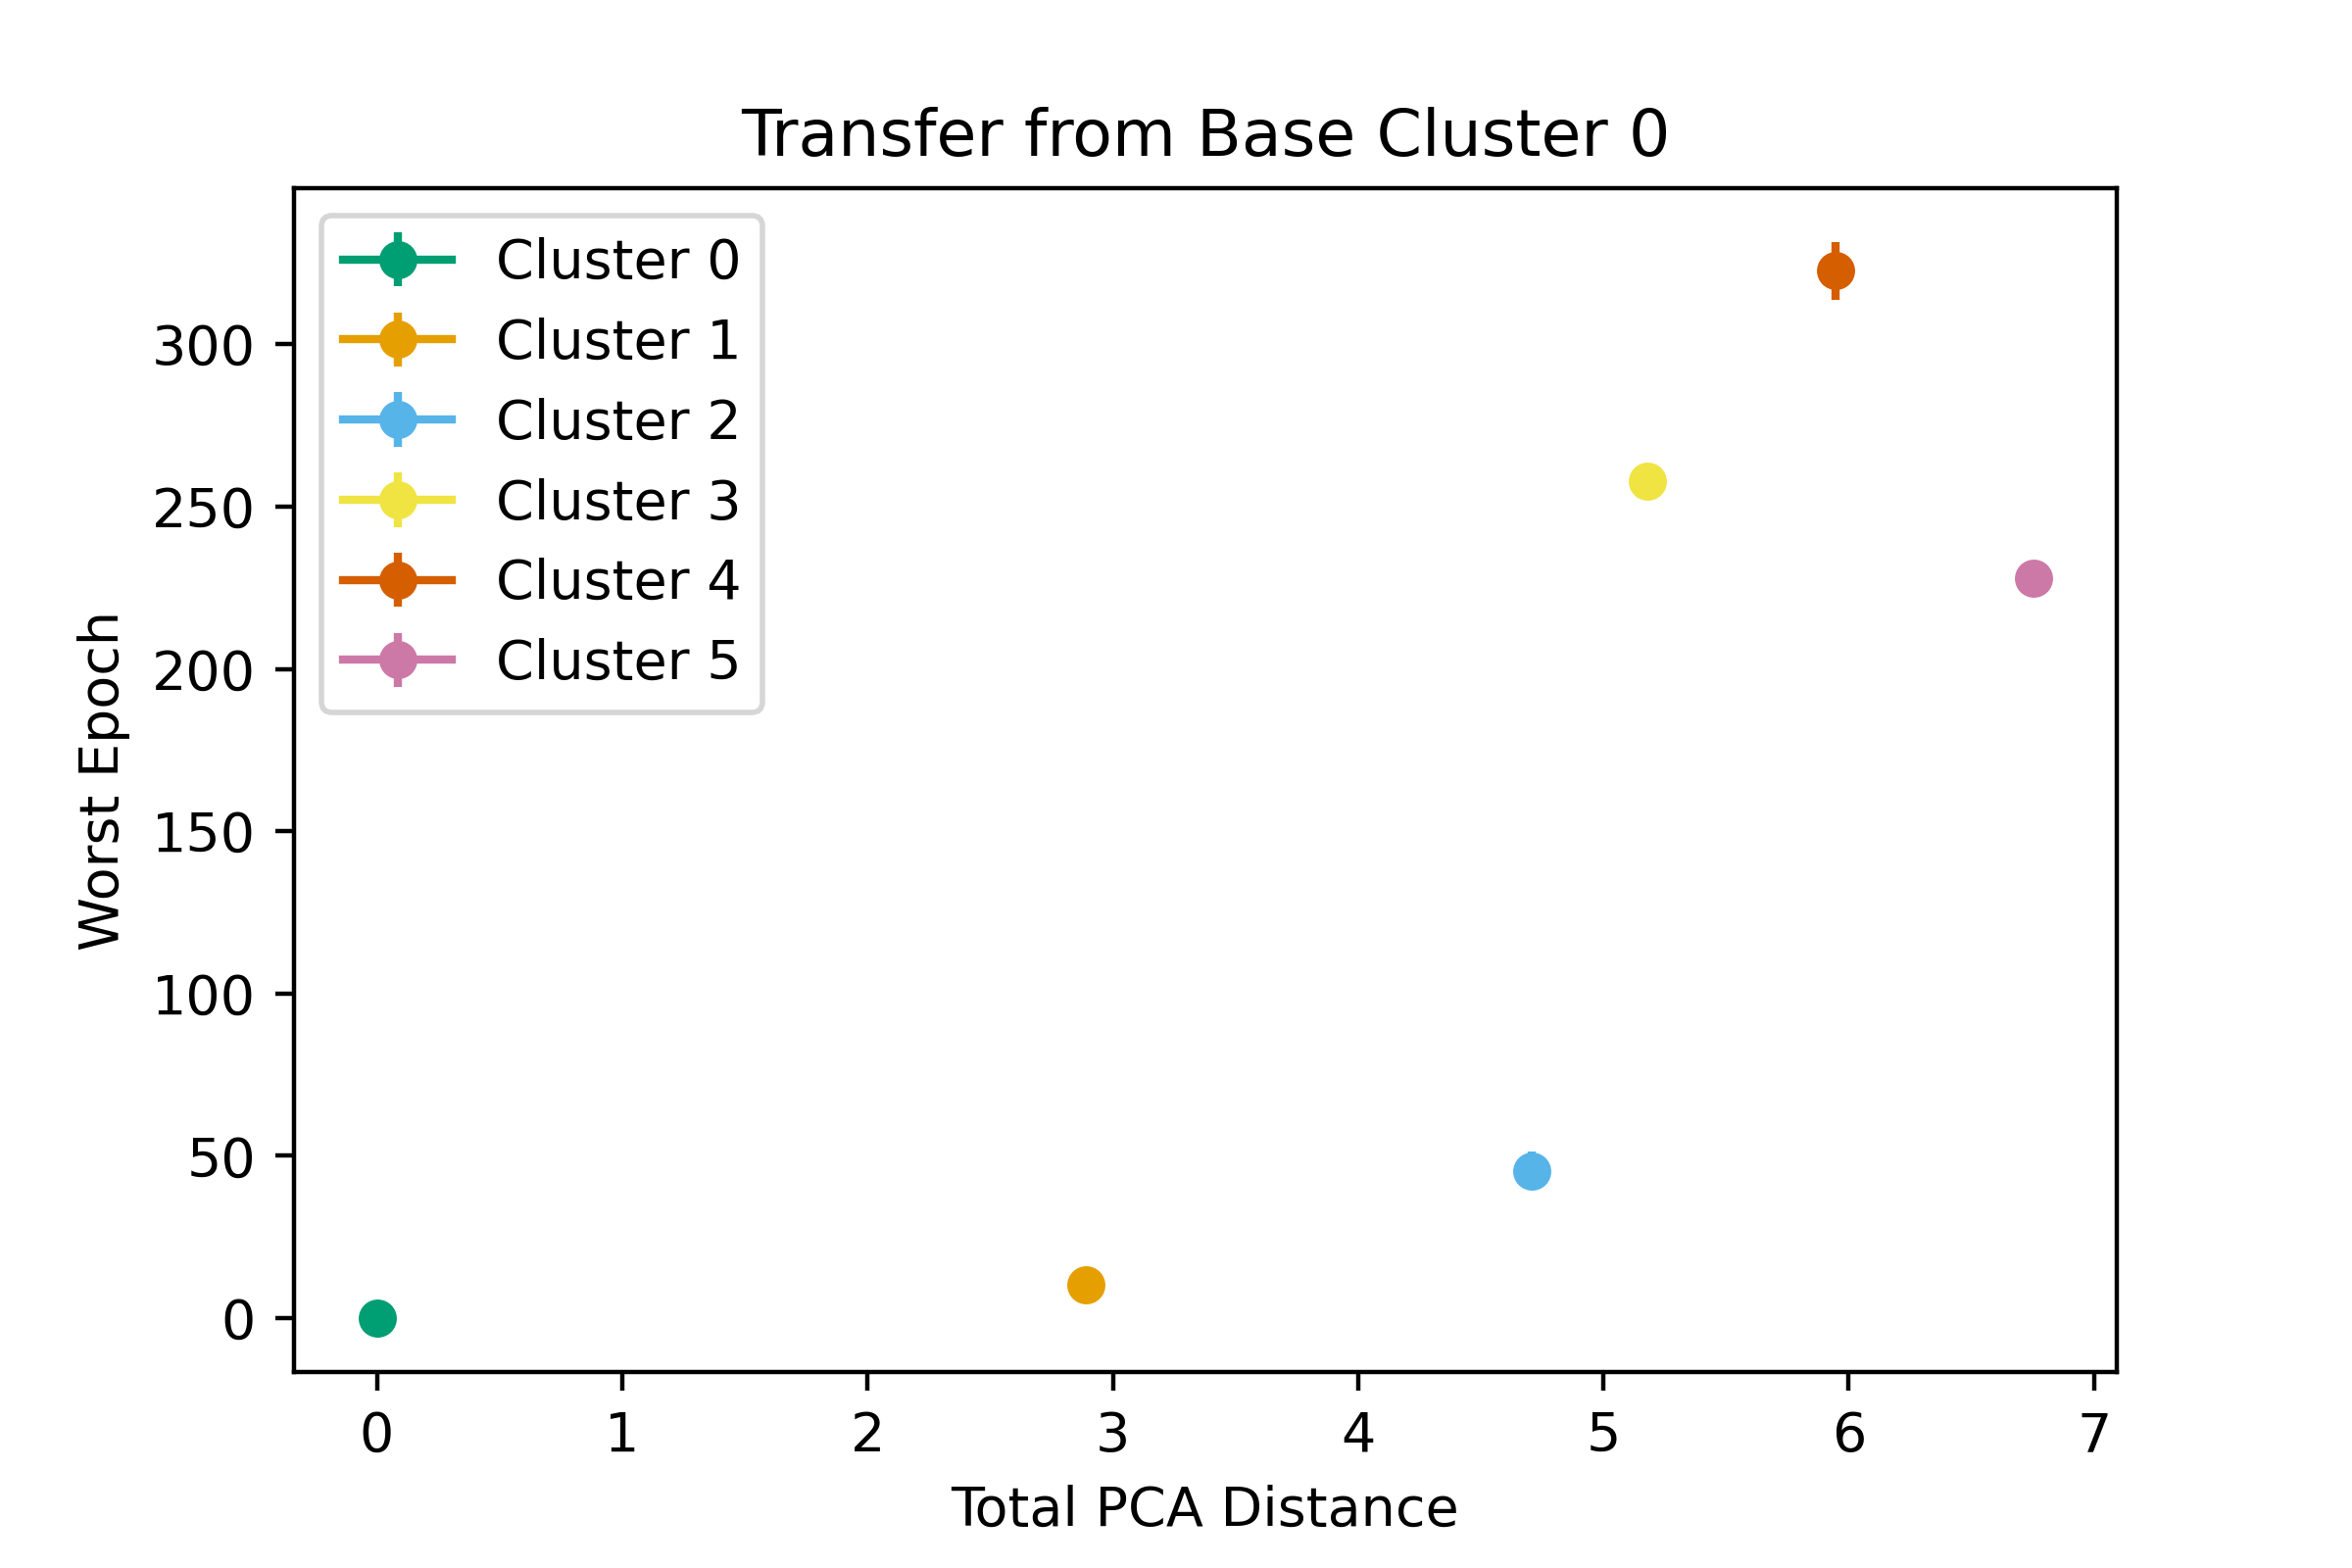 Transfer from Base Cluster 0
Cluster 0
Cluster 1
Cluster 2
Cluster 3
Cluster 4
Cluster 5
Worst Epoch
300
250
200
150
100
50
0
0 1 2 3 4 5 6 7
Total PCA Distance